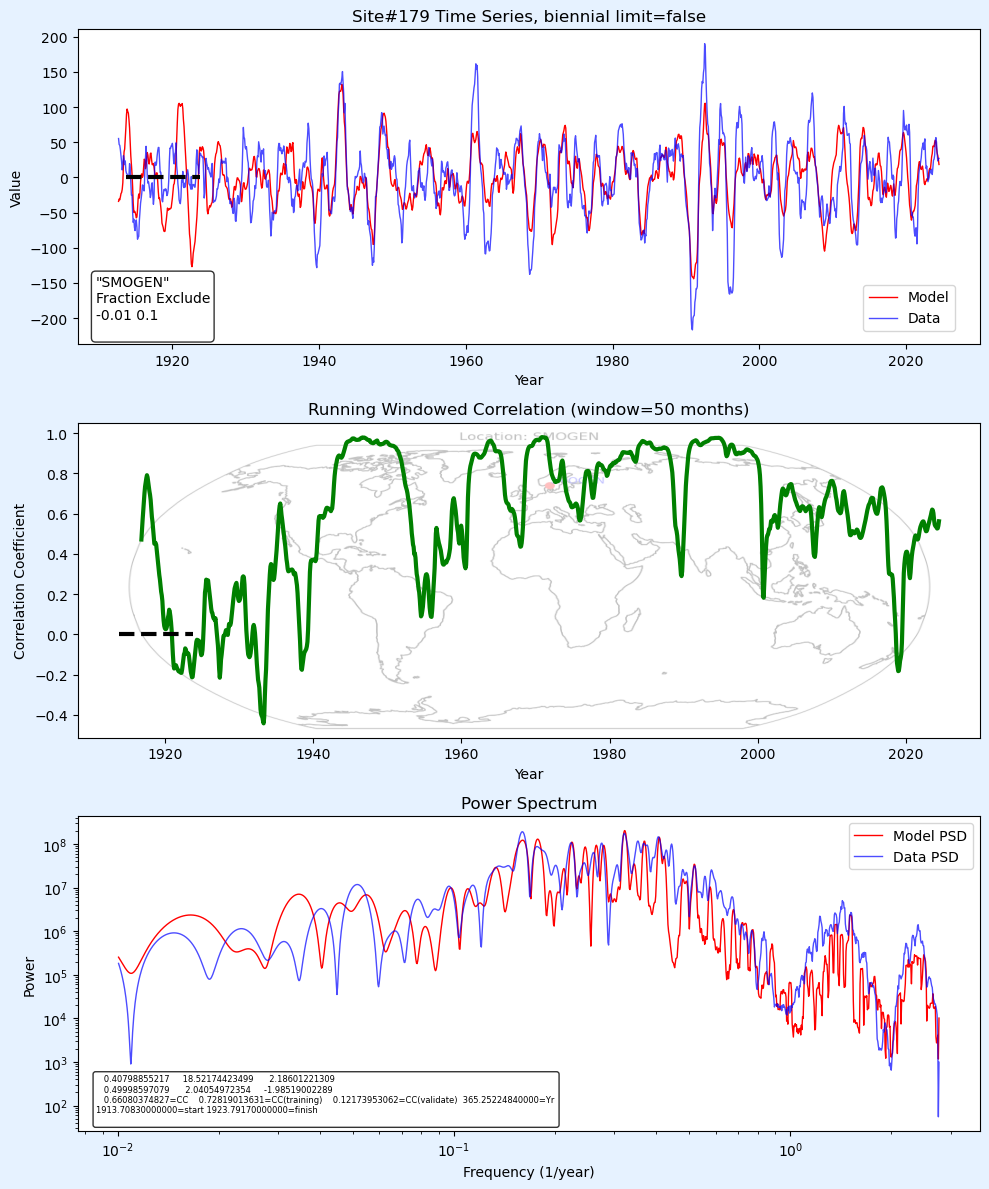 Site#179 Time Series, biennial limit=false
200
150
100
50
0
−50
−100
−150
−200
Value
"SMOGEN"
Fraction Exclude
-0.01 0.1
Model
Data
1920
1940
1960
1980
2000
2020
Year
Running Windowed Correlation (window=50 months)
Location: SMOGEN
1.0
0.8
0.6
0.4
0.2
0.0
−0.2
−0.4
Correlation Coefficient
1920
1940
1960
1980
2000
2020
Year
Power Spectrum
Model PSD
Data PSD
10^8
10^7
10^6
10^5
10^4
10^3
10^2
Power
0.40798855217 18.52174423499 2.18601221309
0.49998597079 2.04054972354 -1.98519002289
0.66080374827=CC 0.72819013631=CC(training) 0.12173953062=CC(validate) 365.25224840000=Yr
1913.70830000000=start 1923.79170000000=finish
10^−2
10^−1
10^0
Frequency (1/year)